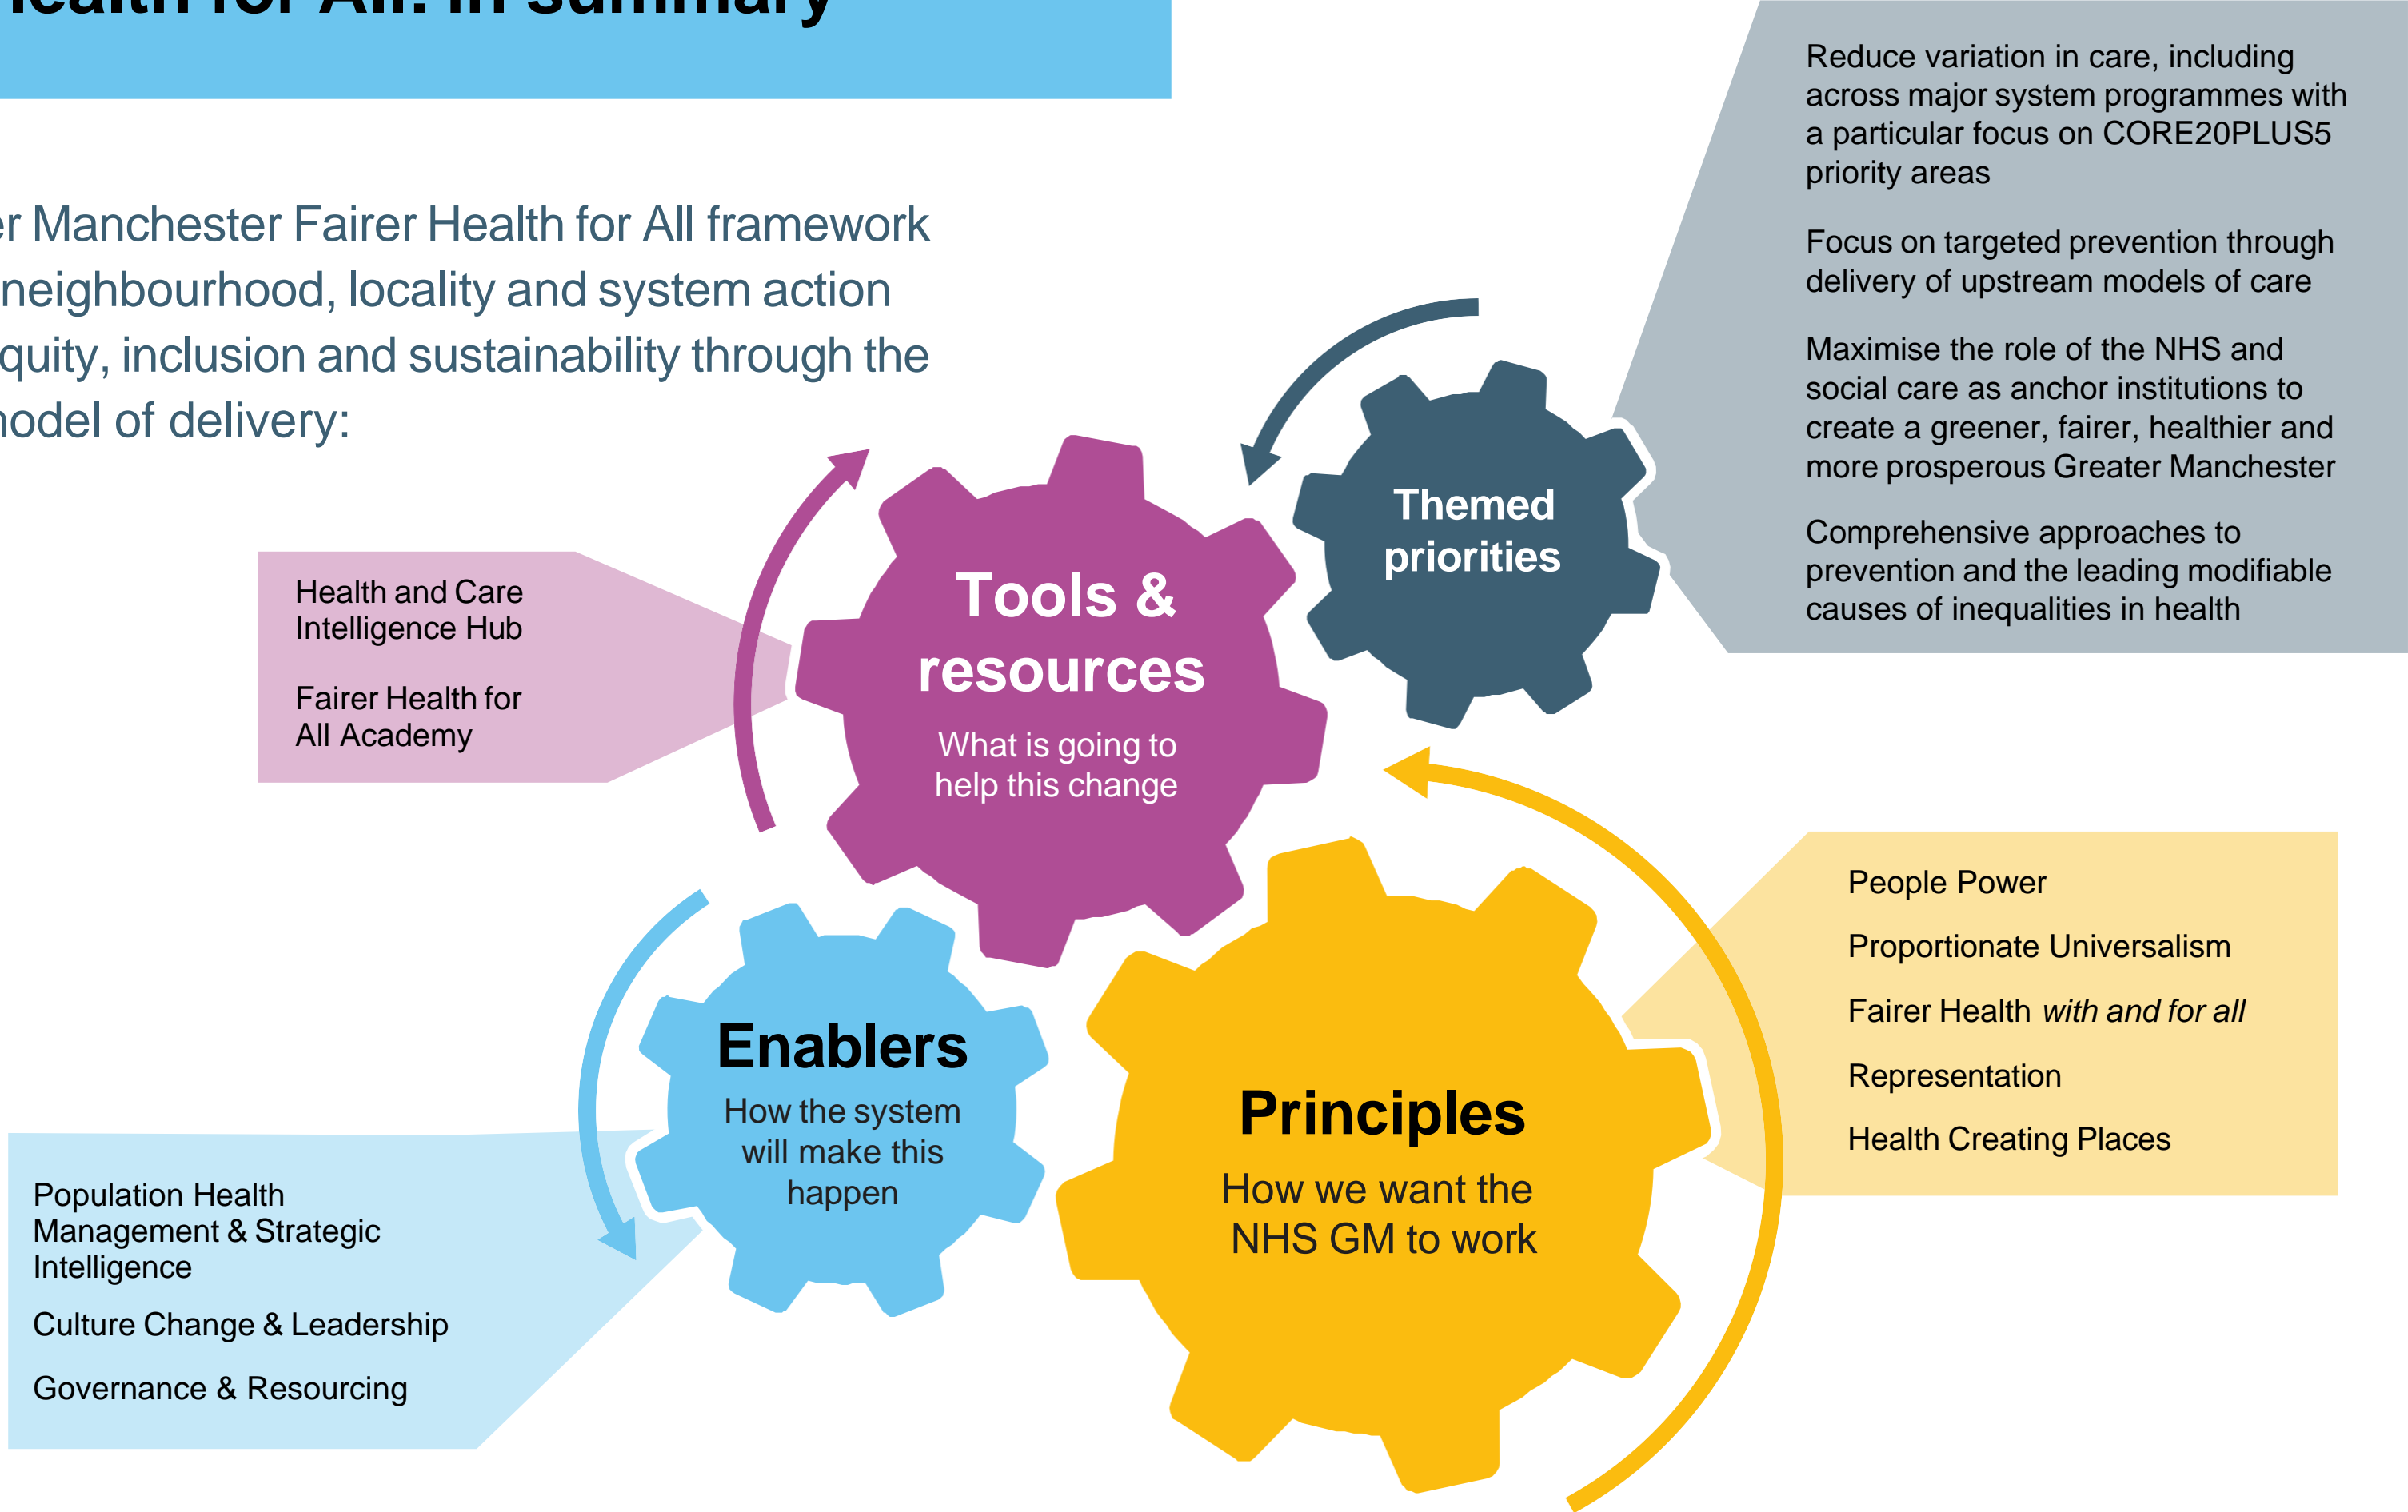 for All: in summary
Manchester Fairer Health for All framework
neighbourhood, locality and system action
inclusion and sustainability through the
of delivery:
Reduce variation in care, including
across major system programmes with
a particular focus on CORE20PLUS5
priority areas
Focus on targeted prevention through
delivery of upstream models of care
Maximise the role of the NHS and
social care as anchor institutions to
create a greener, fairer, healthier and
more prosperous Greater Manchester
Comprehensive approaches to
prevention and the leading modifiable
causes of inequalities in health
Themed
priorities
Health and Care
Intelligence Hub
Fairer Health for
All Academy
Tools &
resources
What is going to
help this change
People Power
Proportionate Universalism
Fairer Health with and for all
Representation
Health Creating Places
Enablers
How the system
will make this
happen
Principles
How we want the
NHS GM to work
Population Health
Management & Strategic
Intelligence
Culture Change & Leadership
Governance & Resourcing